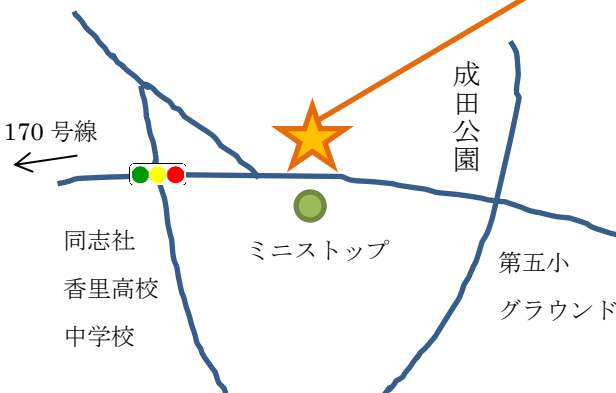 成田公園
170 号線
同志社
香里高校
中学校
ミニストップ
第五小
グラウンド